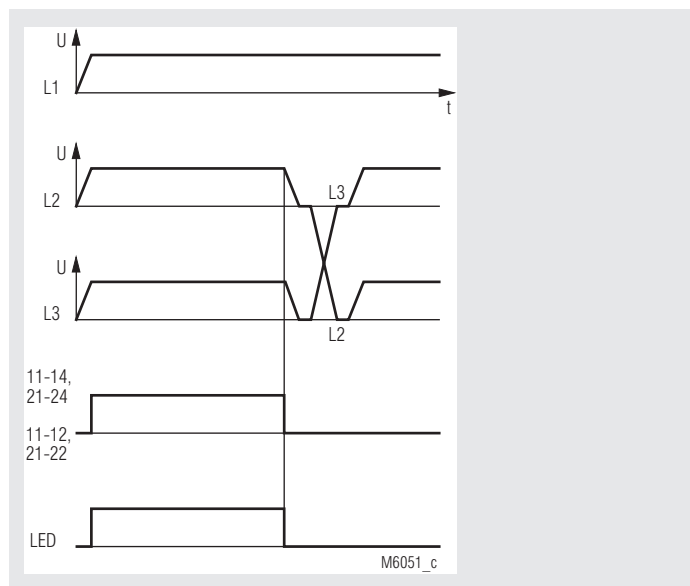 U
L1
t
U
L2
L3
U
L3
L2
11-14,
21-24
11-12,
21-22
LED
M6051_c